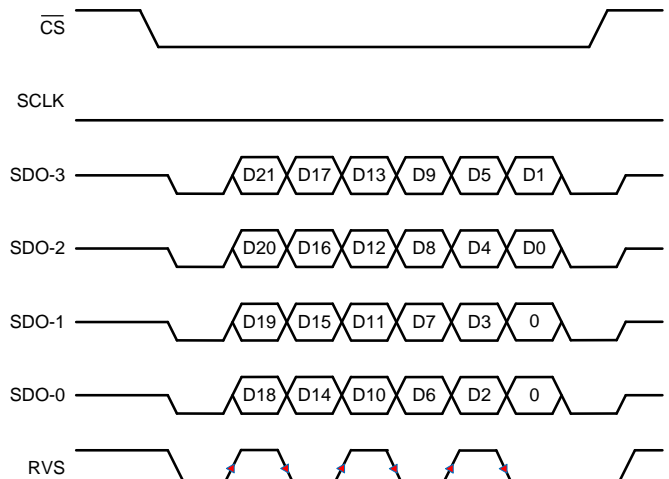 C̅S̅
SCLK
SDO-3 D21 D17 D13 D9 D5 D1
SDO-2 D20 D16 D12 D8 D4 D0
SDO-1 D19 D15 D11 D7 D3 0
SDO-0 D18 D14 D10 D6 D2 0
RVS